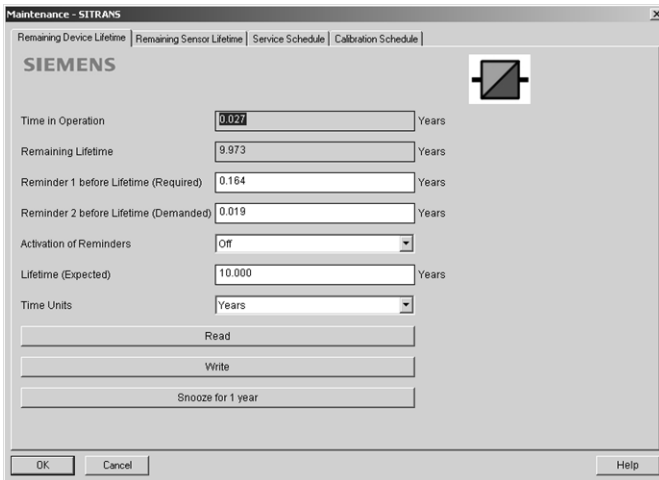 Maintenance - SITRANS
Remaining Device Lifetime Remaining Sensor Lifetime Service Schedule Calibration Schedule
SIEMENS
Time in Operation 0.027 Years
Remaining Lifetime 9.973 Years
Reminder 1 before Lifetime (Required) 0.164 Years
Reminder 2 before Lifetime (Demanded) 0.019 Years
Activation of Reminders Off
Lifetime (Expected) 10.000 Years
Time Units Years
Read
Write
Snooze for 1 year
OK Cancel Help